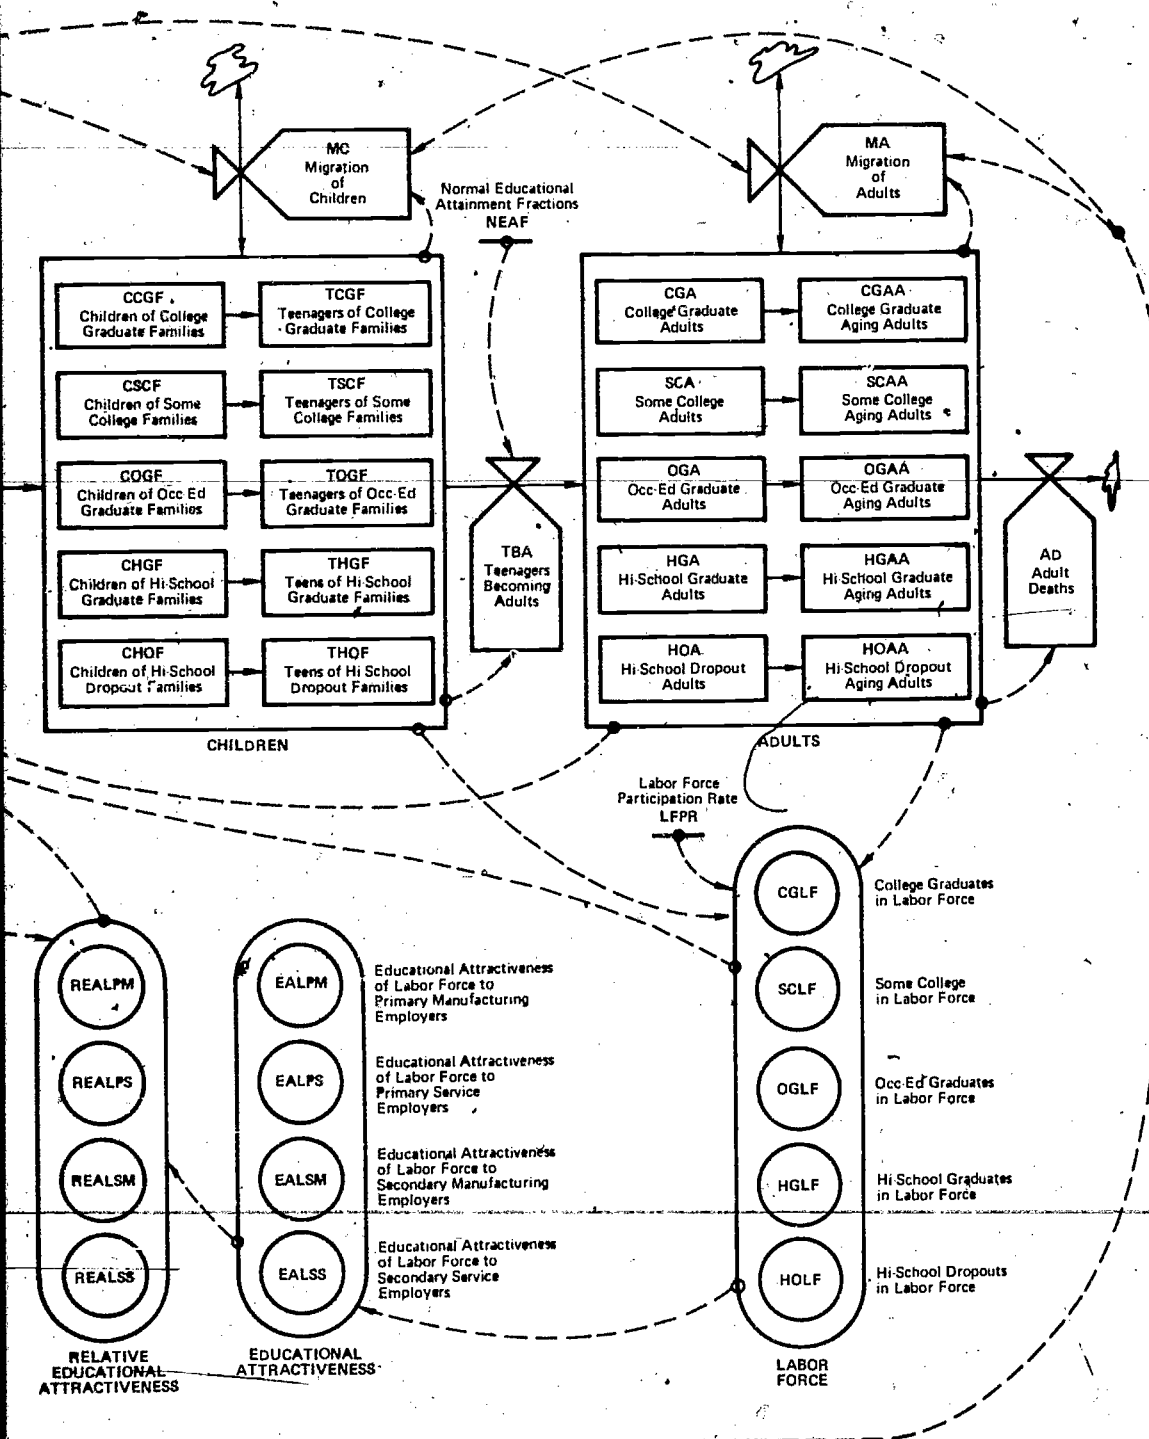 MC
Migration
of
Children
MA
Migration
of
Adults
Normal Educational
Attainment Fractions
NEAF
CCGF
Children of College
Graduate Families
TCGF
Teenagers of College
Graduate Families
CSCF
Children of Some
College Families
TSCF
Teenagers of Some
College Families
COGF
Children of Occ Ed
Graduate Families
TOGF
Teenagers of Occ-Ed
Graduate Families
CHGF
Children of Hi-School
Graduate Families
THGF
Teens of Hi School
Graduate Families
CHOF
Children of Hi-School
Dropout Families
THOF
Teens of Hi School
Dropout Families
CHILDREN
TBA
Teenagers
Becoming
Adults
CGA
College Graduate
Adults
CGAA
College Graduate
Aging Adults
SCA
Some College
Adults
SCAA
Some College
Aging Adults
OGA
Occ-Ed Graduate
Adults
OGAA
Occ-Ed Graduate
Aging Adults
HGA
Hi-School Graduate
Adults
HGAA
Hi-School Graduate
Aging Adults
HOA
Hi-School Dropout
Adults
HOAA
Hi-School Dropout
Aging Adults
ADULTS
AD
Adult
Deaths
Labor Force
Participation Rate
LFPR
CGLF
College Graduates
in Labor Force
SCLF
Some College
in Labor Force
OGLF
Occ-Ed Graduates
in Labor Force
HGLF
Hi-School Graduates
in Labor Force
HOLF
Hi-School Dropouts
in Labor Force
LABOR
FORCE
REALPM
REALPS
REALSM
REALSS
RELATIVE
EDUCATIONAL
ATTRACTIVENESS
EALPM
Educational Attractiveness
of Labor Force to
Primary Manufacturing
Employers
EALPS
Educational Attractiveness
of Labor Force to
Primary Service
Employers
EALSM
Educational Attractiveness
of Labor Force to
Secondary Manufacturing
Employers
EALSS
Educational Attractiveness
of Labor Force to
Secondary Service
Employers
EDUCATIONAL
ATTRACTIVENESS